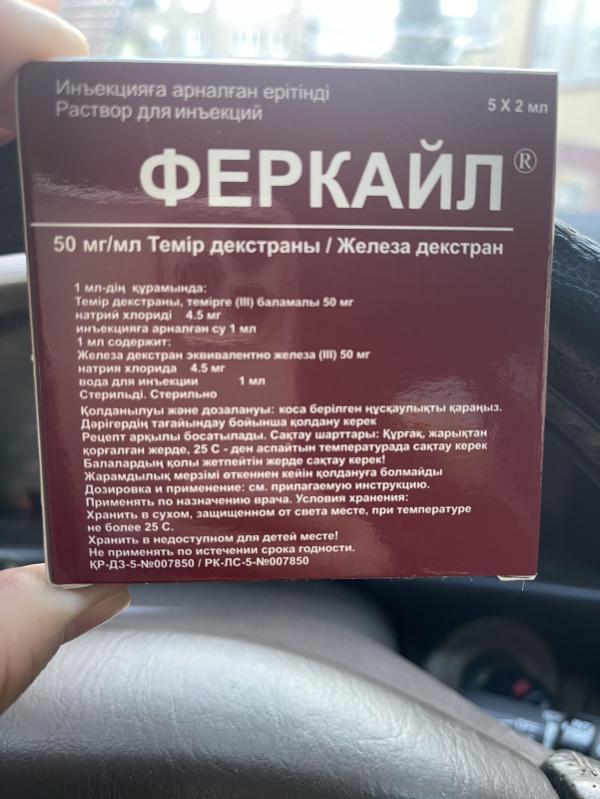 Инъекцияға арналған ерітінді
Раствор для инъекций
5 X 2 мл
ФЕРКАЙЛ®
50 мг/мл Темір декстраны / Железа декстран
1 мл-дің құрамында:
Темір декстраны, темірге (III) баламалы 50 мг
натрий хлориді 4.5 мг
инъекцияға арналған су 1 мл
1 мл содержит:
Железа декстран эквивалентно железа (III) 50 мг
натрия хлорида 4.5 мг
вода для инъекции 1 мл
Стерильді. Стерильно
Қолданылуы және дозалануы: коса берілген нұсқаулықты қараңыз.
Дәрігердің тағайындауы бойынша қолдану керек
Рецепт арқылы босатылады. Сақтау шарттары: Құрғақ, жарықтан
қорғалған жерде, 25 С - ден аспайтын температурада сақтау керек
Балалардың қолы жетпейтін жерде сақтау керек!
Жарамдылық мерзімі өткеннен кейін қолдануға болмайды
Дозировка и применение: см. прилагаемую инструкцию.
Применять по назначению врача. Условия хранения:
Хранить в сухом, защищенном от света месте, при температуре
не более 25 С.
Хранить в недоступном для детей месте!
Не применять по истечении срока годности.
ҚР-ДЗ-5-№007850 / РК-ЛС-5-№007850